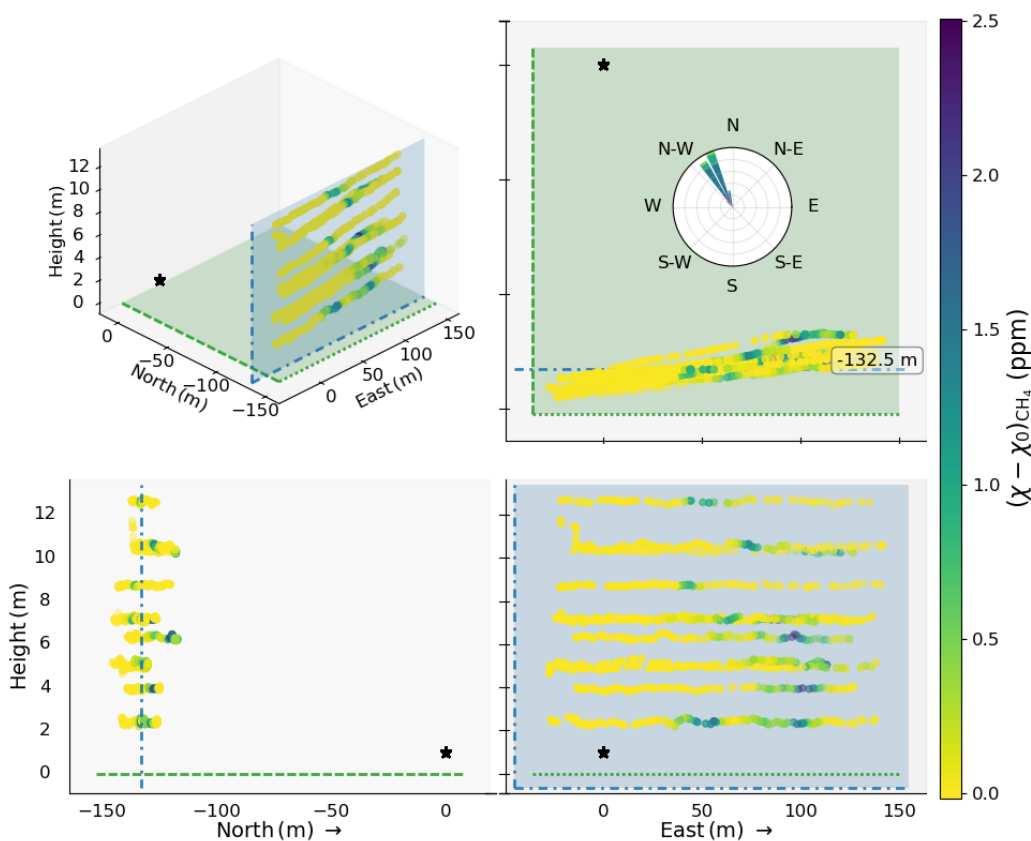 12
10
8
6
4
2
0
Height (m)
0
−50
−100
−150
North (m)
0
50
100
150
East (m)
N
N-W
N-E
W
E
S-W
S-E
S
-132.5 m
2.5
2.0
1.5
1.0
0.5
0.0
(χ − χ0)CH4 (ppm)
12
10
8
6
4
2
0
Height (m)
−150
−100
−50
0
North (m) →
0
50
100
150
East (m) →